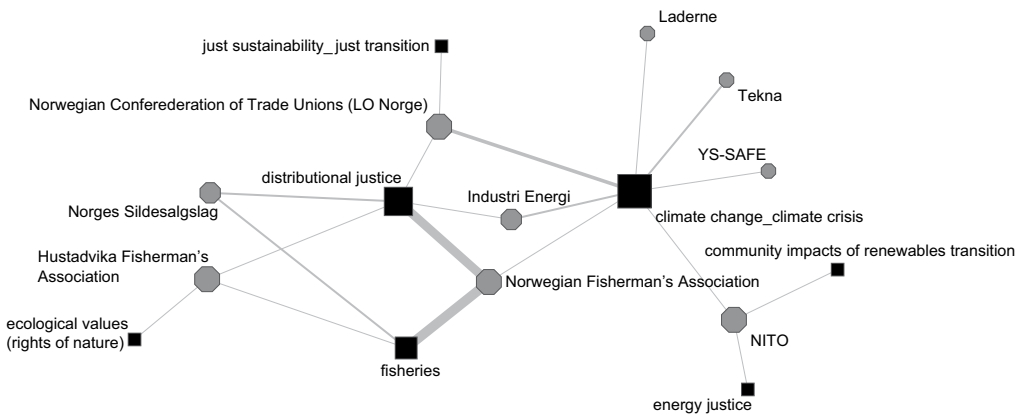 Laderne
just sustainability_just transition
Tekna
Norwegian Conferederation of Trade Unions (LO Norge)
YS-SAFE
distributional justice
Industri Energi
Norges Sildesalgslag
climate change_climate crisis
Hustadvika Fisherman's
Association
community impacts of renewables transition
Norwegian Fisherman's Association
ecological values
(rights of nature)
NITO
fisheries
energy justice